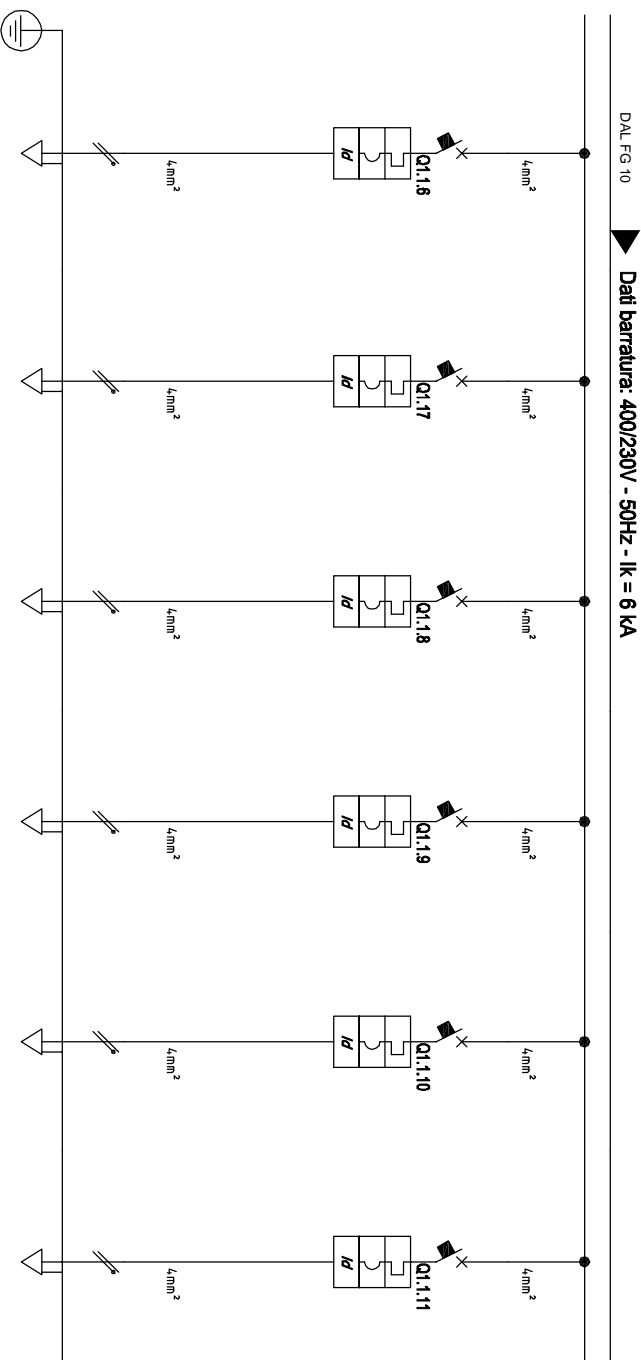 DAL FG 10
Dati barratura: 400/230V - 50Hz - Ik = 6 kA
4mm²
4mm²
4mm²
4mm²
4mm²
4mm²
Q1.1.6
Q1.17
Q1.1.8
Q1.1.9
Q1.1.10
Q1.1.11
Id
Id
Id
Id
Id
Id
4mm²
4mm²
4mm²
4mm²
4mm²
4mm²